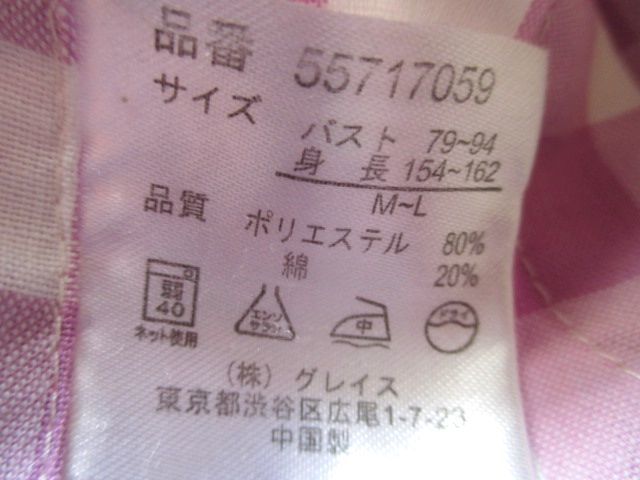 品番 55717059
サイズ
バスト 79~94
身長 154~162
M~L
品質 ポリエステル 80%
綿 20%
弱 40 エンソサラシ 中 ドライ
ネット使用
(株) グレイス
東京都渋谷区広尾1-7-23
中国製